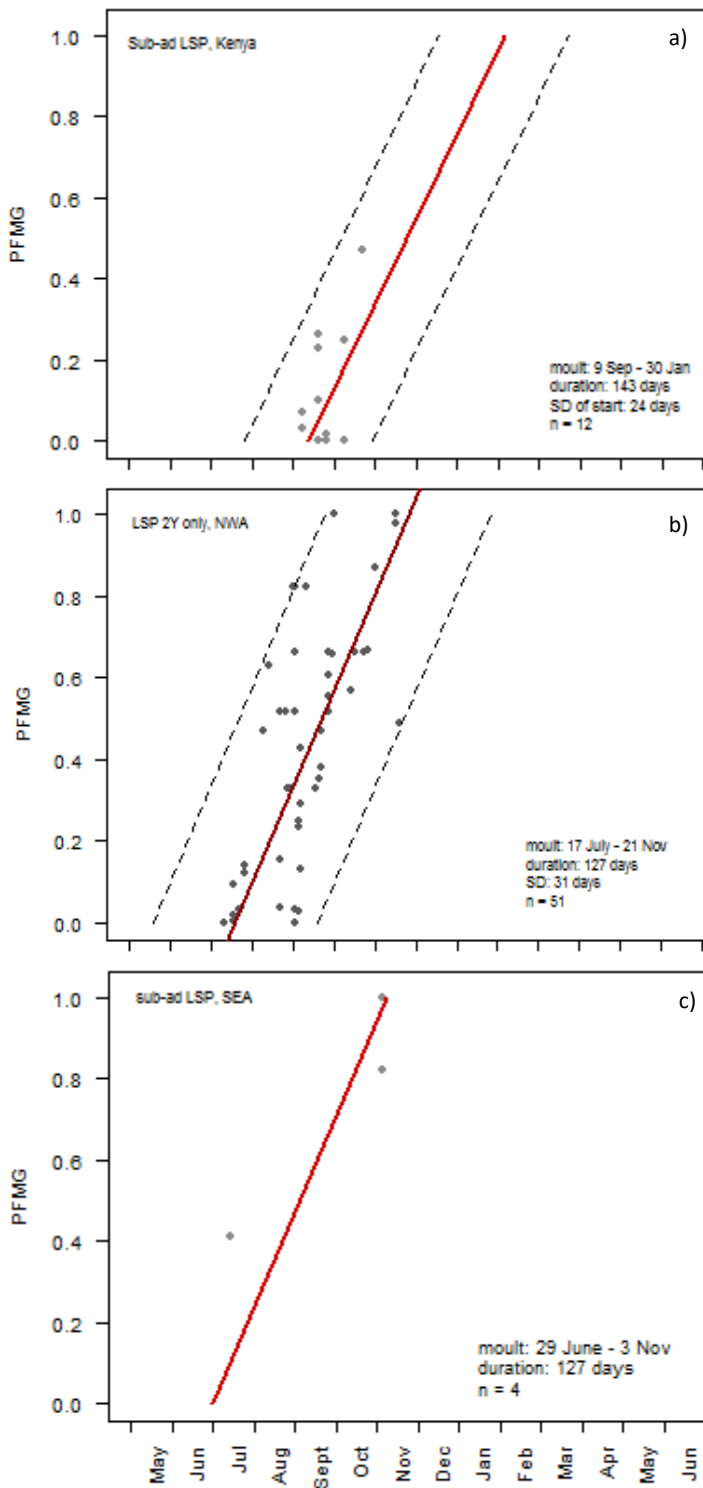 a)
Sub-ad LSP, Kenya
1.0
0.8
0.6
0.4
0.2
0.0
PFMG
moult: 9 Sep - 30 Jan
duration: 143 days
SD of start: 24 days
n = 12
b)
LSP 2Y only, NWA
1.0
0.8
0.6
0.4
0.2
0.0
PFMG
moult: 17 July - 21 Nov
duration: 127 days
SD: 31 days
n = 51
c)
sub-ad LSP, SEA
1.0
0.8
0.6
0.4
0.2
0.0
PFMG
moult: 29 June - 3 Nov
duration: 127 days
n = 4
May
Jun
Jul
Aug
Sept
Oct
Nov
Dec
Jan
Feb
Mar
Apr
May
Jun